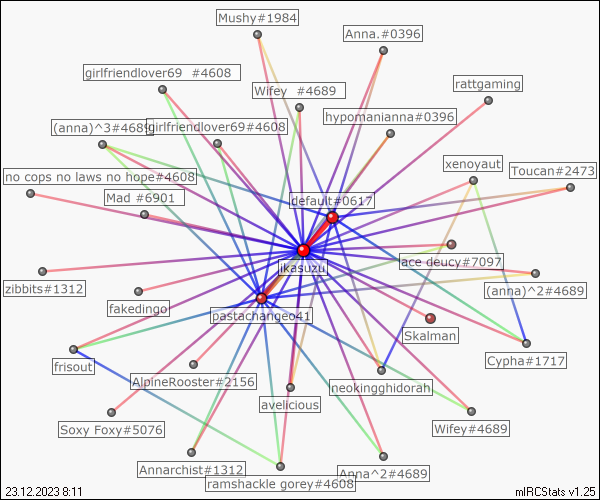 Mushy#1984
Anna.#0396
girlfriendlover69  #4608
rattgaming
Wifey  #4689
hypomanianna#0396
(anna)^3#4689
girlfriendlover69#4608
xenoyaut
Toucan#2473
no cops no laws no hope#4608
Mad #6901
default#0617
ikasuzu
ace deucy#7097
zibbits#1312
fakedingo
(anna)^2#4689
pastachangeo41
Skalman
frisout
Cypha#1717
AlpineRooster#2156
neokingghidorah
avelicious
Soxy Foxy#5076
Wifey#4689
Annarchist#1312
Anna^2#4689
ramshackle gorey#4608
23.12.2023 8:11
mIRCStats v1.25